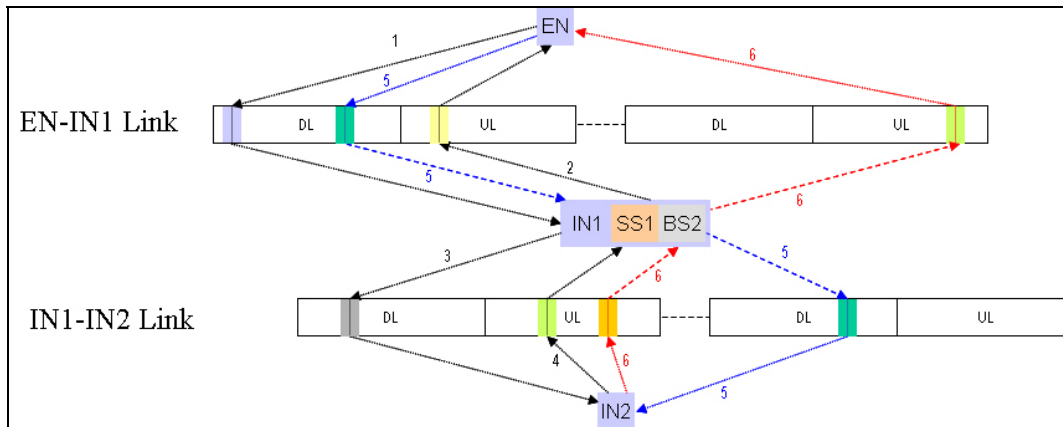 EN
1
5
6
EN-IN1 Link
DL
UL
DL
UL
5
2
6
IN1 SS1 BS2
3
6
5
IN1-IN2 Link
DL
UL
DL
UL
4
6
5
IN2